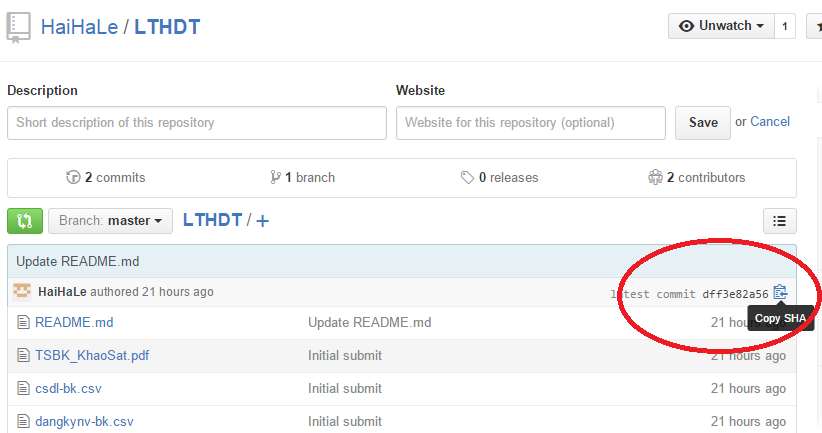 HaiHaLe / LTHDT
Unwatch 1
Description
Website
Short description of this repository
Website for this repository (optional)
Save or Cancel
2 commits
1 branch
0 releases
2 contributors
Branch: master
LTHDT / +
Update README.md
HaiHaLe authored 21 hours ago
latest commit dff3e82a56
Copy SHA
README.md Update README.md 21 hours ago
TSBK_KhaoSat.pdf Initial submit 21 hours ago
csdl-bk.csv Initial submit 21 hours ago
dangkynv-bk.csv Initial submit 21 hours ago